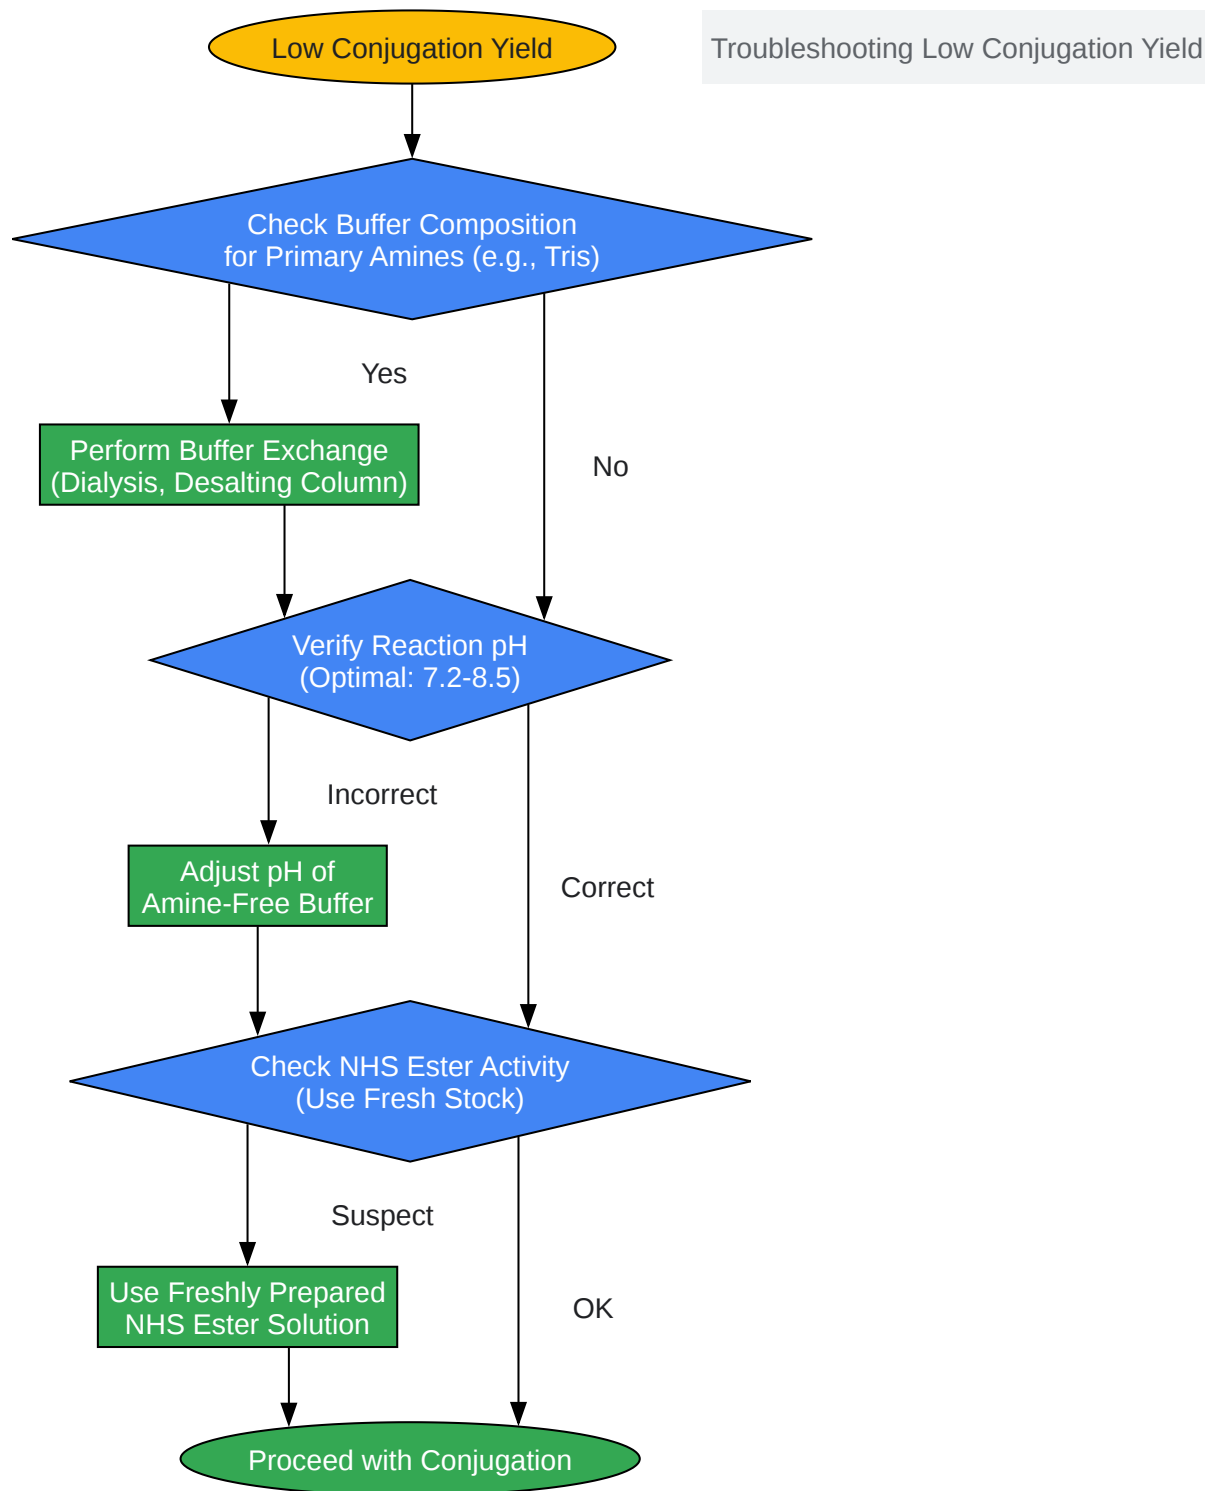 Low Conjugation Yield
Troubleshooting Low Conjugation Yield
Check Buffer Composition
for Primary Amines (e.g., Tris)
Yes
Perform Buffer Exchange
(Dialysis, Desalting Column)
No
Verify Reaction pH
(Optimal: 7.2-8.5)
Incorrect
Adjust pH of
Amine-Free Buffer
Correct
Check NHS Ester Activity
(Use Fresh Stock)
Suspect
Use Freshly Prepared
NHS Ester Solution
OK
Proceed with Conjugation